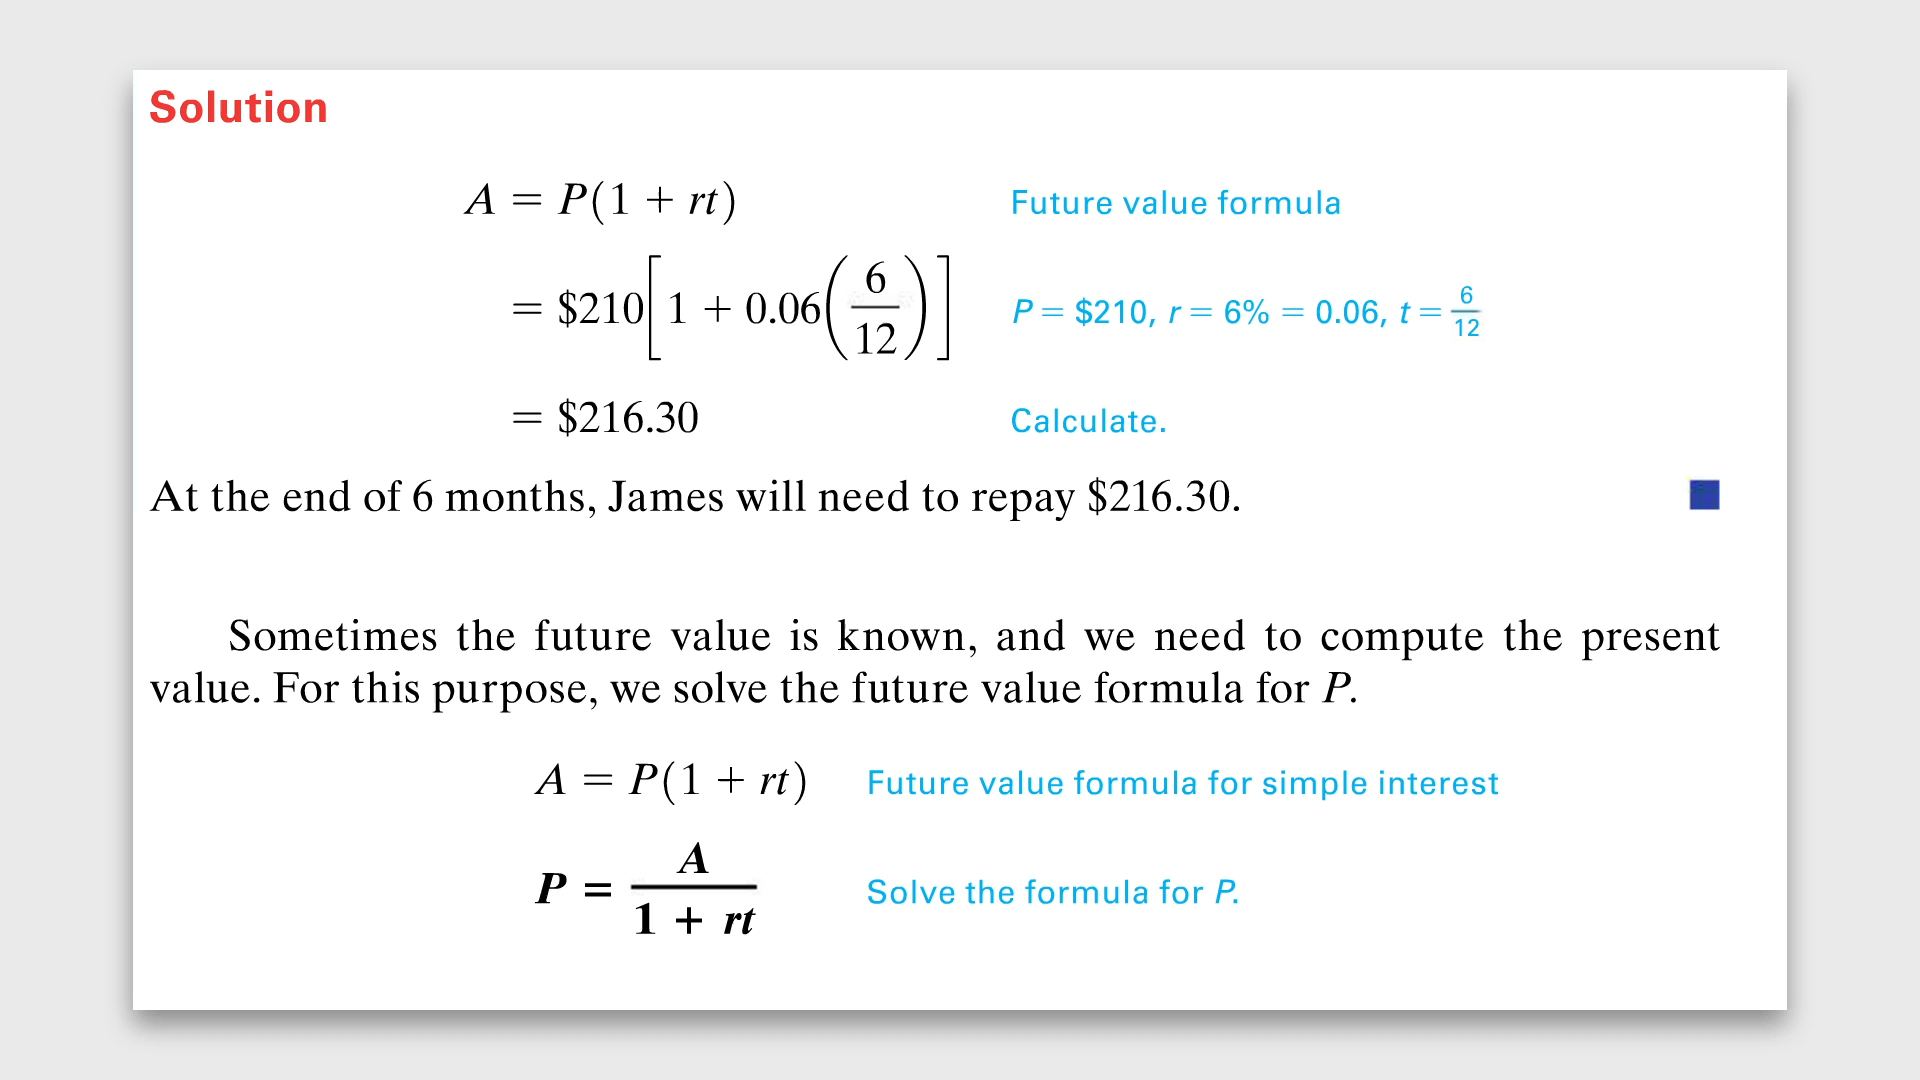 Solution
A = P(1 + rt) Future value formula
= $210[1 + 0.06(6/12)] P = $210, r = 6% = 0.06, t = 6/12
= $216.30 Calculate.
At the end of 6 months, James will need to repay $216.30.
Sometimes the future value is known, and we need to compute the present
value. For this purpose, we solve the future value formula for P.
A = P(1 + rt) Future value formula for simple interest
P = A/(1 + rt) Solve the formula for P.